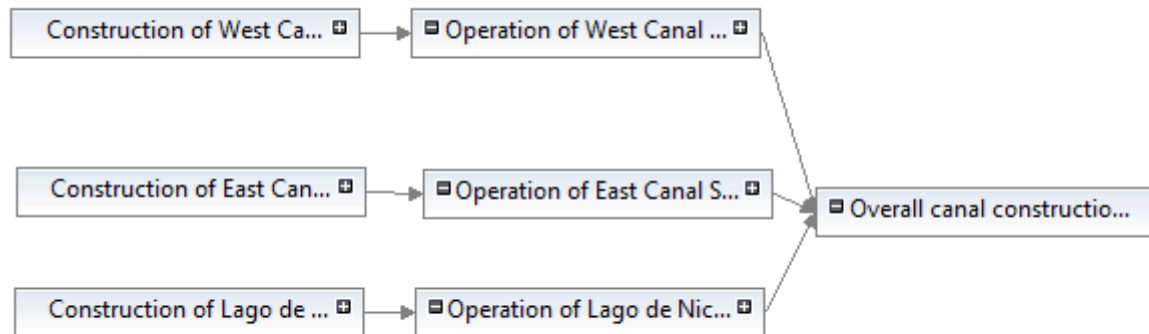 Construction of West Ca...
Operation of West Canal ...
Construction of East Can...
Operation of East Canal S...
Overall canal constructio...
Construction of Lago de ...
Operation of Lago de Nic...